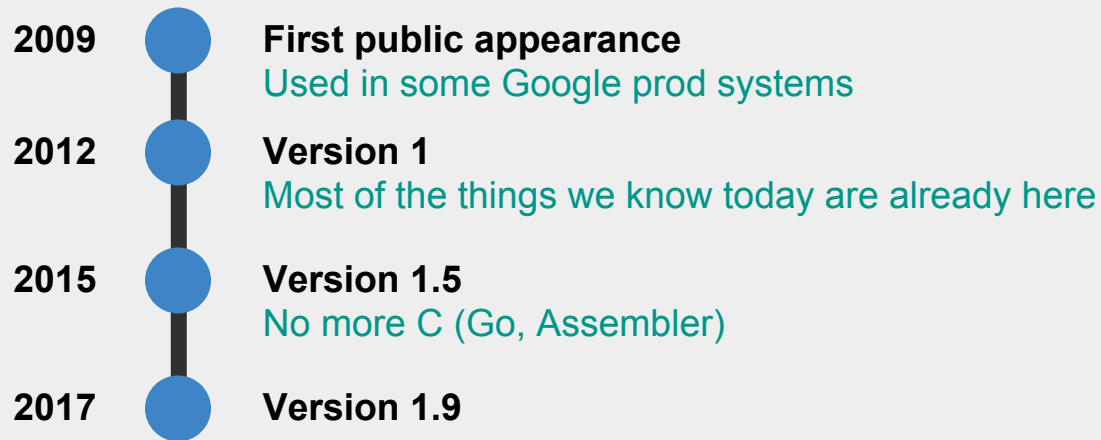 2009 First public appearance
Used in some Google prod systems
2012 Version 1
Most of the things we know today are already here
2015 Version 1.5
No more C (Go, Assembler)
2017 Version 1.9